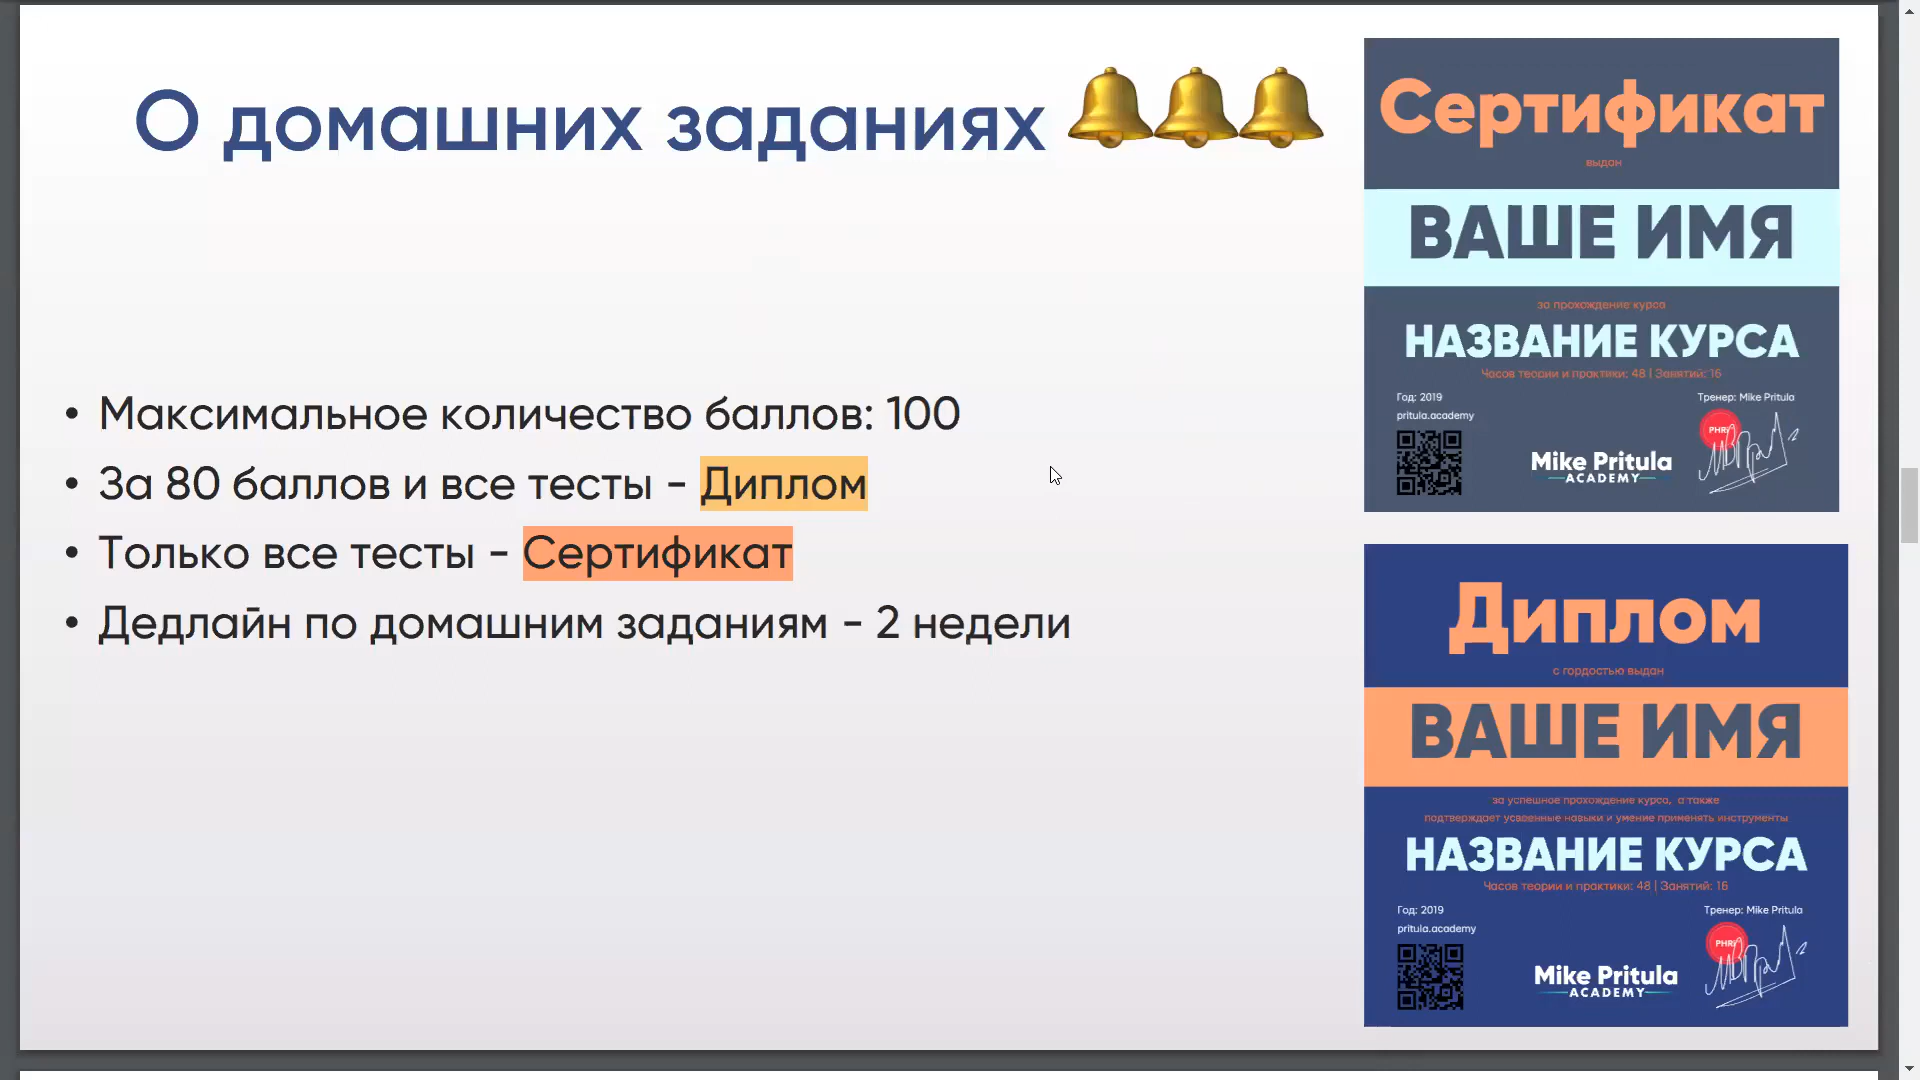 О домашних заданиях
• Максимальное количество баллов: 100
• За 80 баллов и все тесты - Диплом
• Только все тесты - Сертификат
• Дедлайн по домашним заданиям - 2 недели
Сертификат
выдан
ВАШЕ ИМЯ
за прохождение курса
НАЗВАНИЕ КУРСА
Часов теории и практики: 48 | Занятий: 16
Год: 2019
Тренер: Mike Pritula
pritula.academy
PHRi
Mike Pritula
ACADEMY
Диплом
с гордостью выдан
ВАШЕ ИМЯ
за успешное прохождение курса, а также
подтверждает усвоенные навыки и умение применять инструменты
НАЗВАНИЕ КУРСА
Часов теории и практики: 48 | Занятий: 16
Год: 2019
Тренер: Mike Pritula
pritula.academy
PHRi
Mike Pritula
ACADEMY